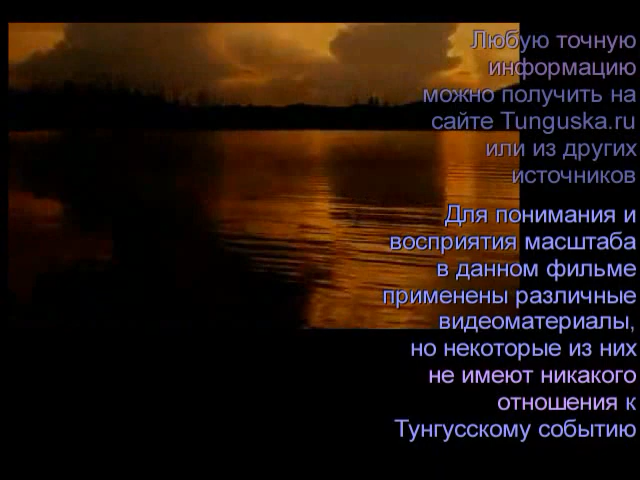 Любую точную
информацию
можно получить на
сайте Tunguska.ru
или из других
источников
Для понимания и
восприятия масштаба
в данном фильме
применены различные
видеоматериалы,
но некоторые из них
не имеют никакого
отношения к
Тунгусскому событию